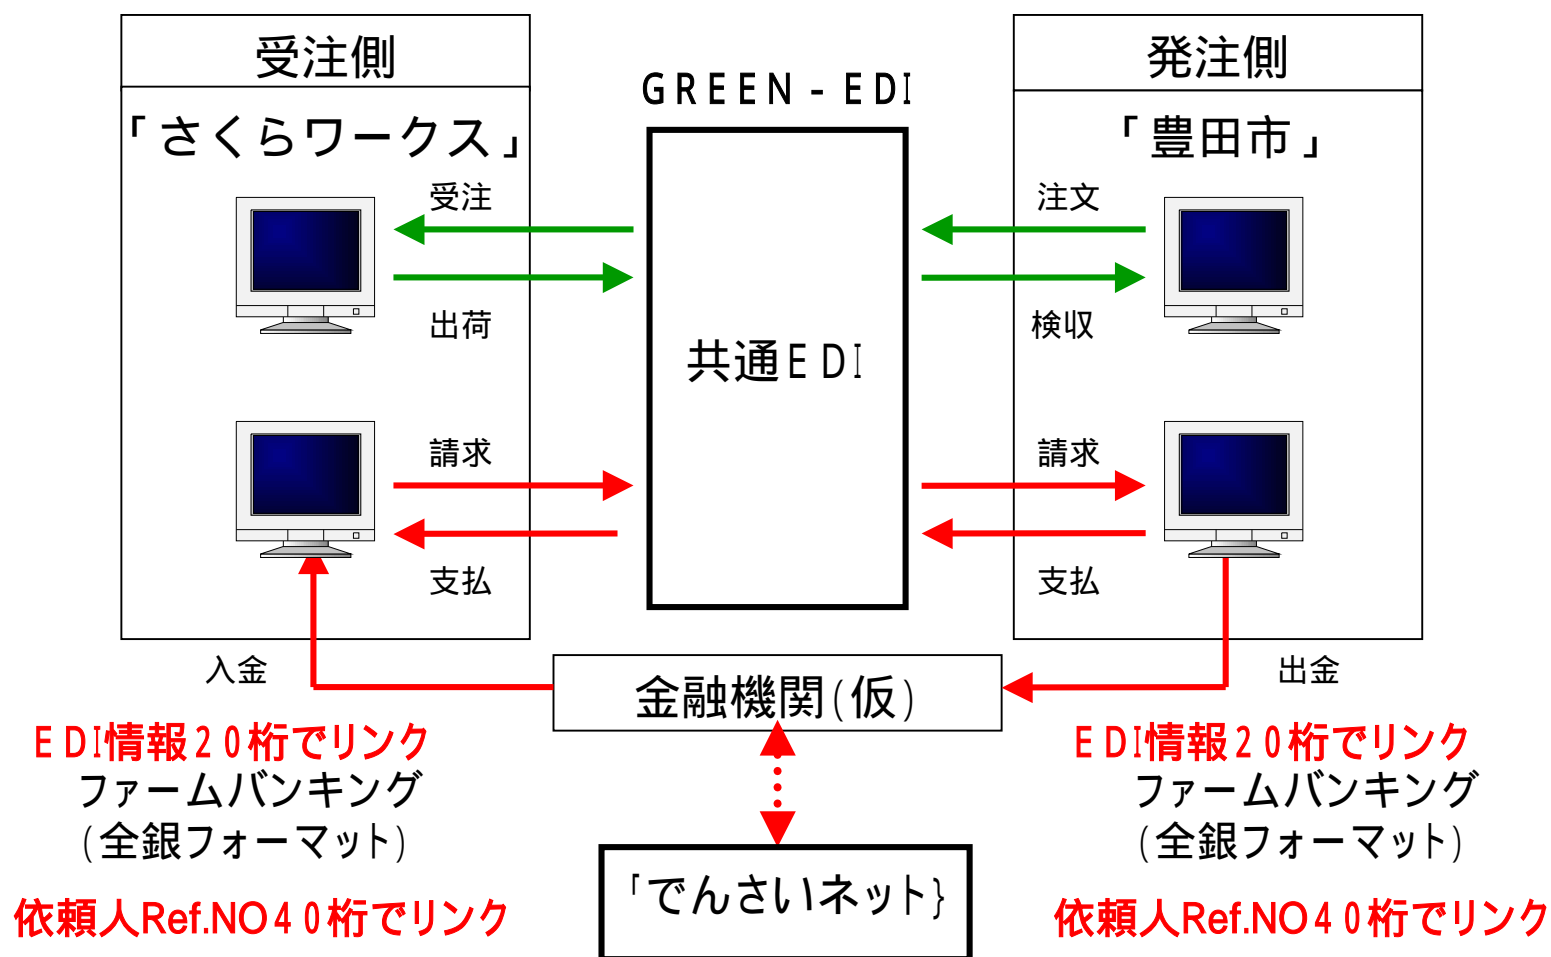 受注側
発注側
GREEN-EDI
「さくらワークス」
「豊田市」
受注
注文
出荷
検収
共通EDI
請求
請求
支払
支払
入金
出金
金融機関(仮)
EDI情報20桁でリンク
EDI情報20桁でリンク
ファームバンキング
ファームバンキング
(全銀フォーマット)
(全銀フォーマット)
「でんさいネット}
依頼人Ref.NO40桁でリンク
依頼人Ref.NO40桁でリンク